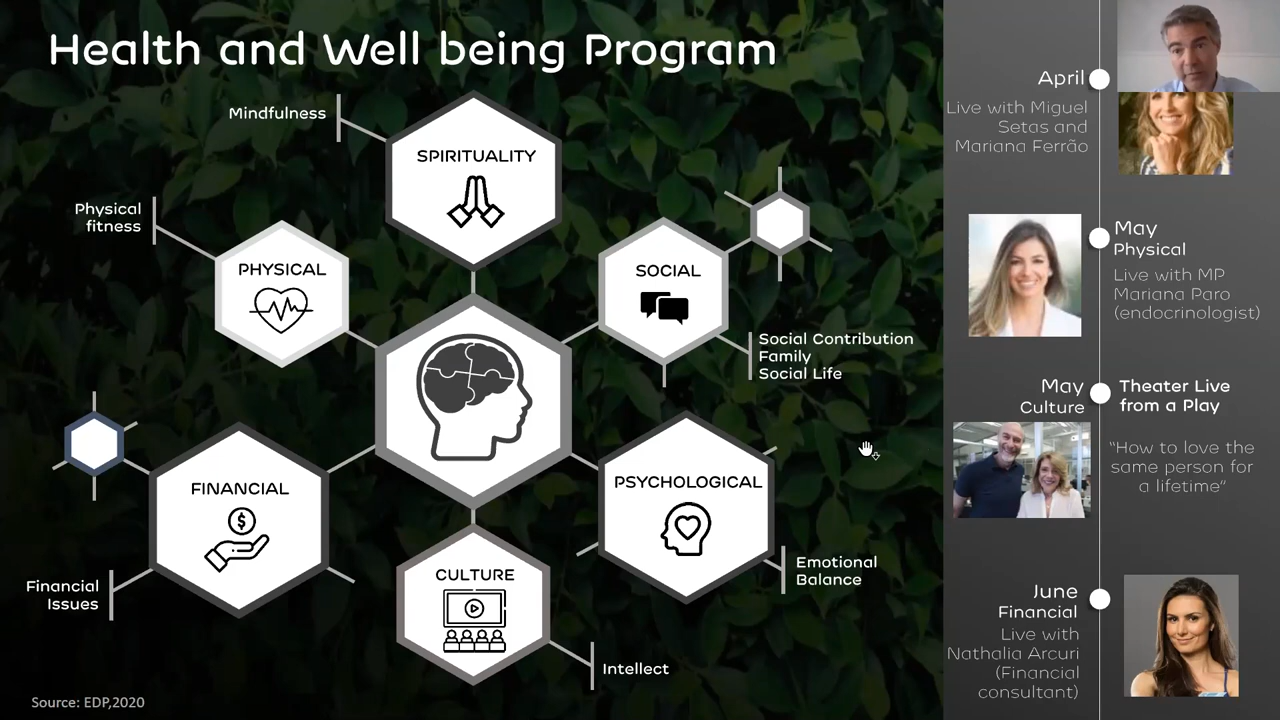 Health and Well being Program
Mindfulness
SPIRITUALITY
Physical
fitness
PHYSICAL
SOCIAL
Social Contribution
Family
Social Life
FINANCIAL
$
Financial
Issues
PSYCHOLOGICAL
Emotional
Balance
CULTURE
Intellect
Source: EDP,2020
April
Live with Miguel
Setas and
Mariana Ferrão
May
Physical
Live with MP
Mariana Paro
(endocrinologist)
May
Culture
Theater Live
from a Play
“How to love the
same person for
a lifetime”
June
Financial
Live with
Nathalia Arcuri
(Financial
consultant)